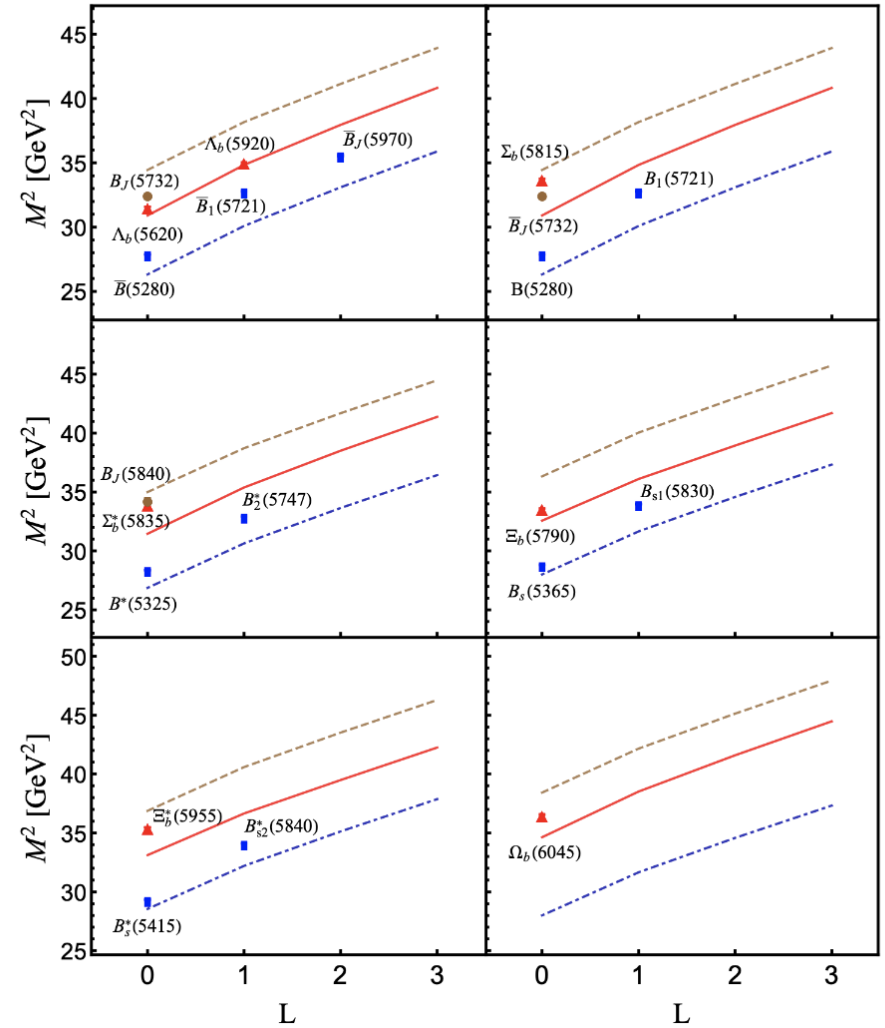 45
40
35
30
25
M² [GeV²]
Λ_b(5920)
B̅_J(5970)
B_J(5732)
B̅_1(5721)
Λ_b(5620)
B̅(5280)
Σ_b(5815)
B_1(5721)
B̅_J(5732)
B(5280)
45
40
35
30
25
M² [GeV²]
B_J(5840)
B*_2(5747)
Σ*_b(5835)
B*(5325)
B_s1(5830)
Ξ_b(5790)
B_s(5365)
50
45
40
35
30
25
M² [GeV²]
Ξ*_b(5955)
B*_s2(5840)
B*_s(5415)
Ω_b(6045)
0 1 2 3
0 1 2 3
L
L